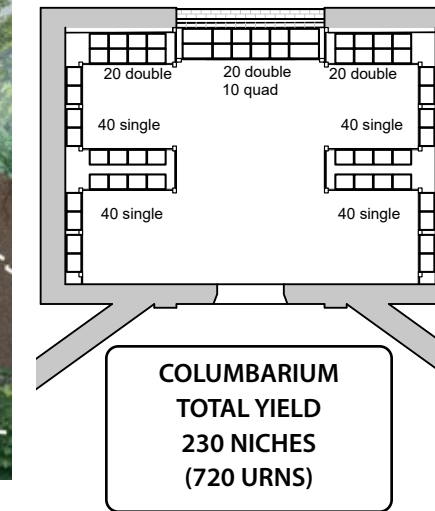 20 double
20 double
20 double
10 quad
40 single
40 single
40 single
40 single
COLUMBARIUM
TOTAL YIELD
230 NICHES
(720 URNS)